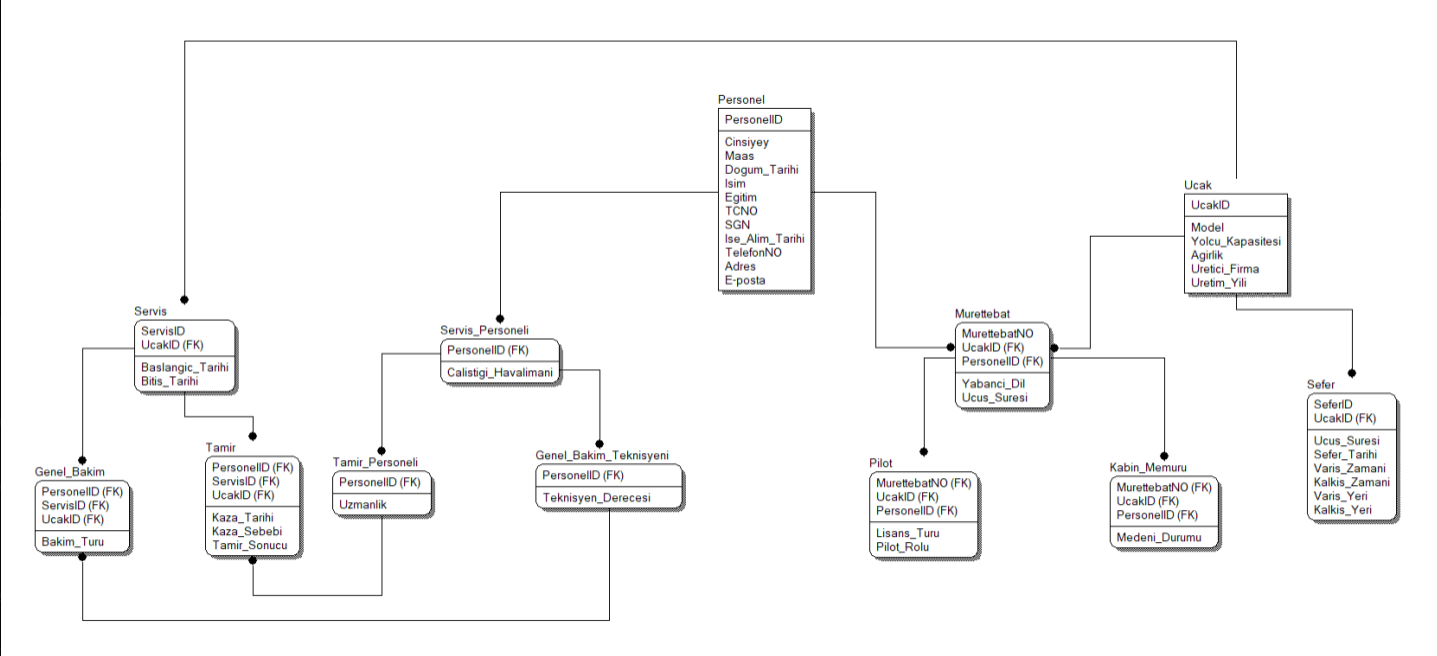 Personel
PersonelID
Cinsiyey
Maas
Dogum_Tarihi
Isim
Egitim
TCNO
SGN
Ise_Alim_Tarihi
TelefonNO
Adres
E-posta
Ucak
UcakID
Model
Yolcu_Kapasitesi
Agirlik
Uretici_Firma
Uretim_Yili
Servis
ServisID
UcakID (FK)
Baslangic_Tarihi
Bitis_Tarihi
Servis_Personeli
PersonelID (FK)
Calistigi_Havalimani
Murettebat
MurettebatNO
UcakID (FK)
PersonelID (FK)
Yabanci_Dil
Ucus_Suresi
Sefer
SeferID
UcakID (FK)
Ucus_Suresi
Sefer_Tarihi
Varis_Zamani
Kalkis_Zamani
Varis_Yeri
Kalkis_Yeri
Genel_Bakim
PersonelID (FK)
ServisID (FK)
UcakID (FK)
Bakim_Turu
Tamir
PersonelID (FK)
ServisID (FK)
UcakID (FK)
Kaza_Tarihi
Kaza_Sebebi
Tamir_Sonucu
Tamir_Personeli
PersonelID (FK)
Uzmanlik
Genel_Bakim_Teknisyeni
PersonelID (FK)
Teknisyen_Derecesi
Pilot
MurettebatNO (FK)
UcakID (FK)
PersonelID (FK)
Lisans_Turu
Pilot_Rolu
Kabin_Memuru
MurettebatNO (FK)
UcakID (FK)
PersonelID (FK)
Medeni_Durumu